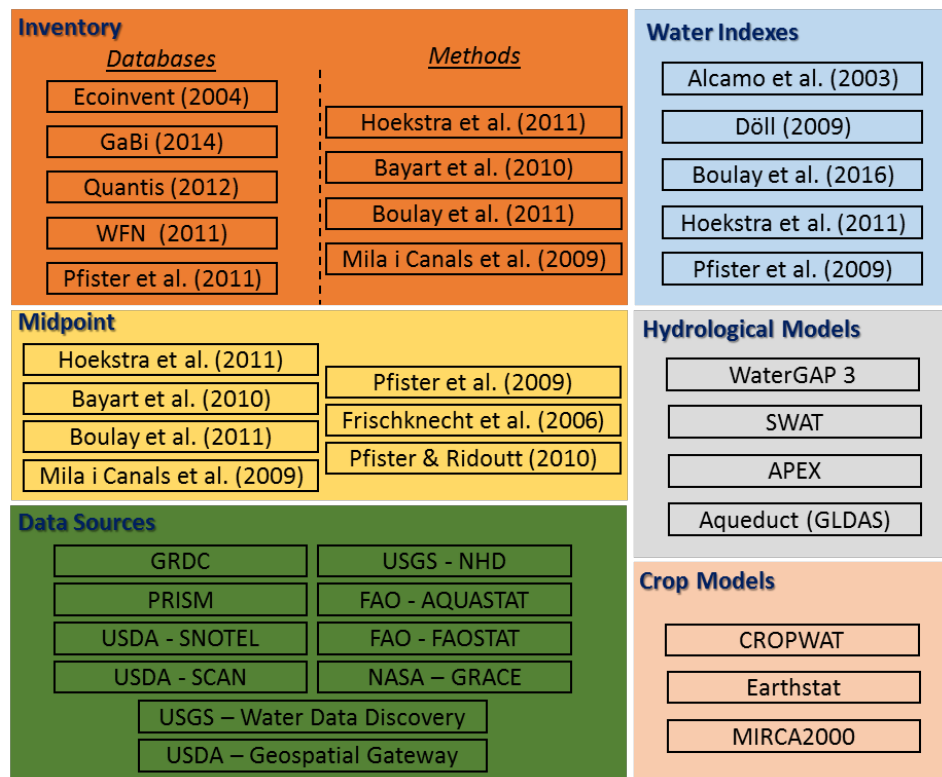 Inventory
Databases
Ecoinvent (2004)
GaBi (2014)
Quantis (2012)
WFN (2011)
Pfister et al. (2011)
Methods
Hoekstra et al. (2011)
Bayart et al. (2010)
Boulay et al. (2011)
Mila i Canals et al. (2009)
Water Indexes
Alcamo et al. (2003)
Döll (2009)
Boulay et al. (2016)
Hoekstra et al. (2011)
Pfister et al. (2009)
Midpoint
Hoekstra et al. (2011)
Bayart et al. (2010)
Boulay et al. (2011)
Mila i Canals et al. (2009)
Pfister et al. (2009)
Frischknecht et al. (2006)
Pfister & Ridoutt (2010)
Hydrological Models
WaterGAP 3
SWAT
APEX
Aqueduct (GLDAS)
Data Sources
GRDC
USGS - NHD
PRISM
FAO - AQUASTAT
USDA - SNOTEL
FAO - FAOSTAT
USDA - SCAN
NASA – GRACE
USGS – Water Data Discovery
USDA – Geospatial Gateway
Crop Models
CROPWAT
Earthstat
MIRCA2000